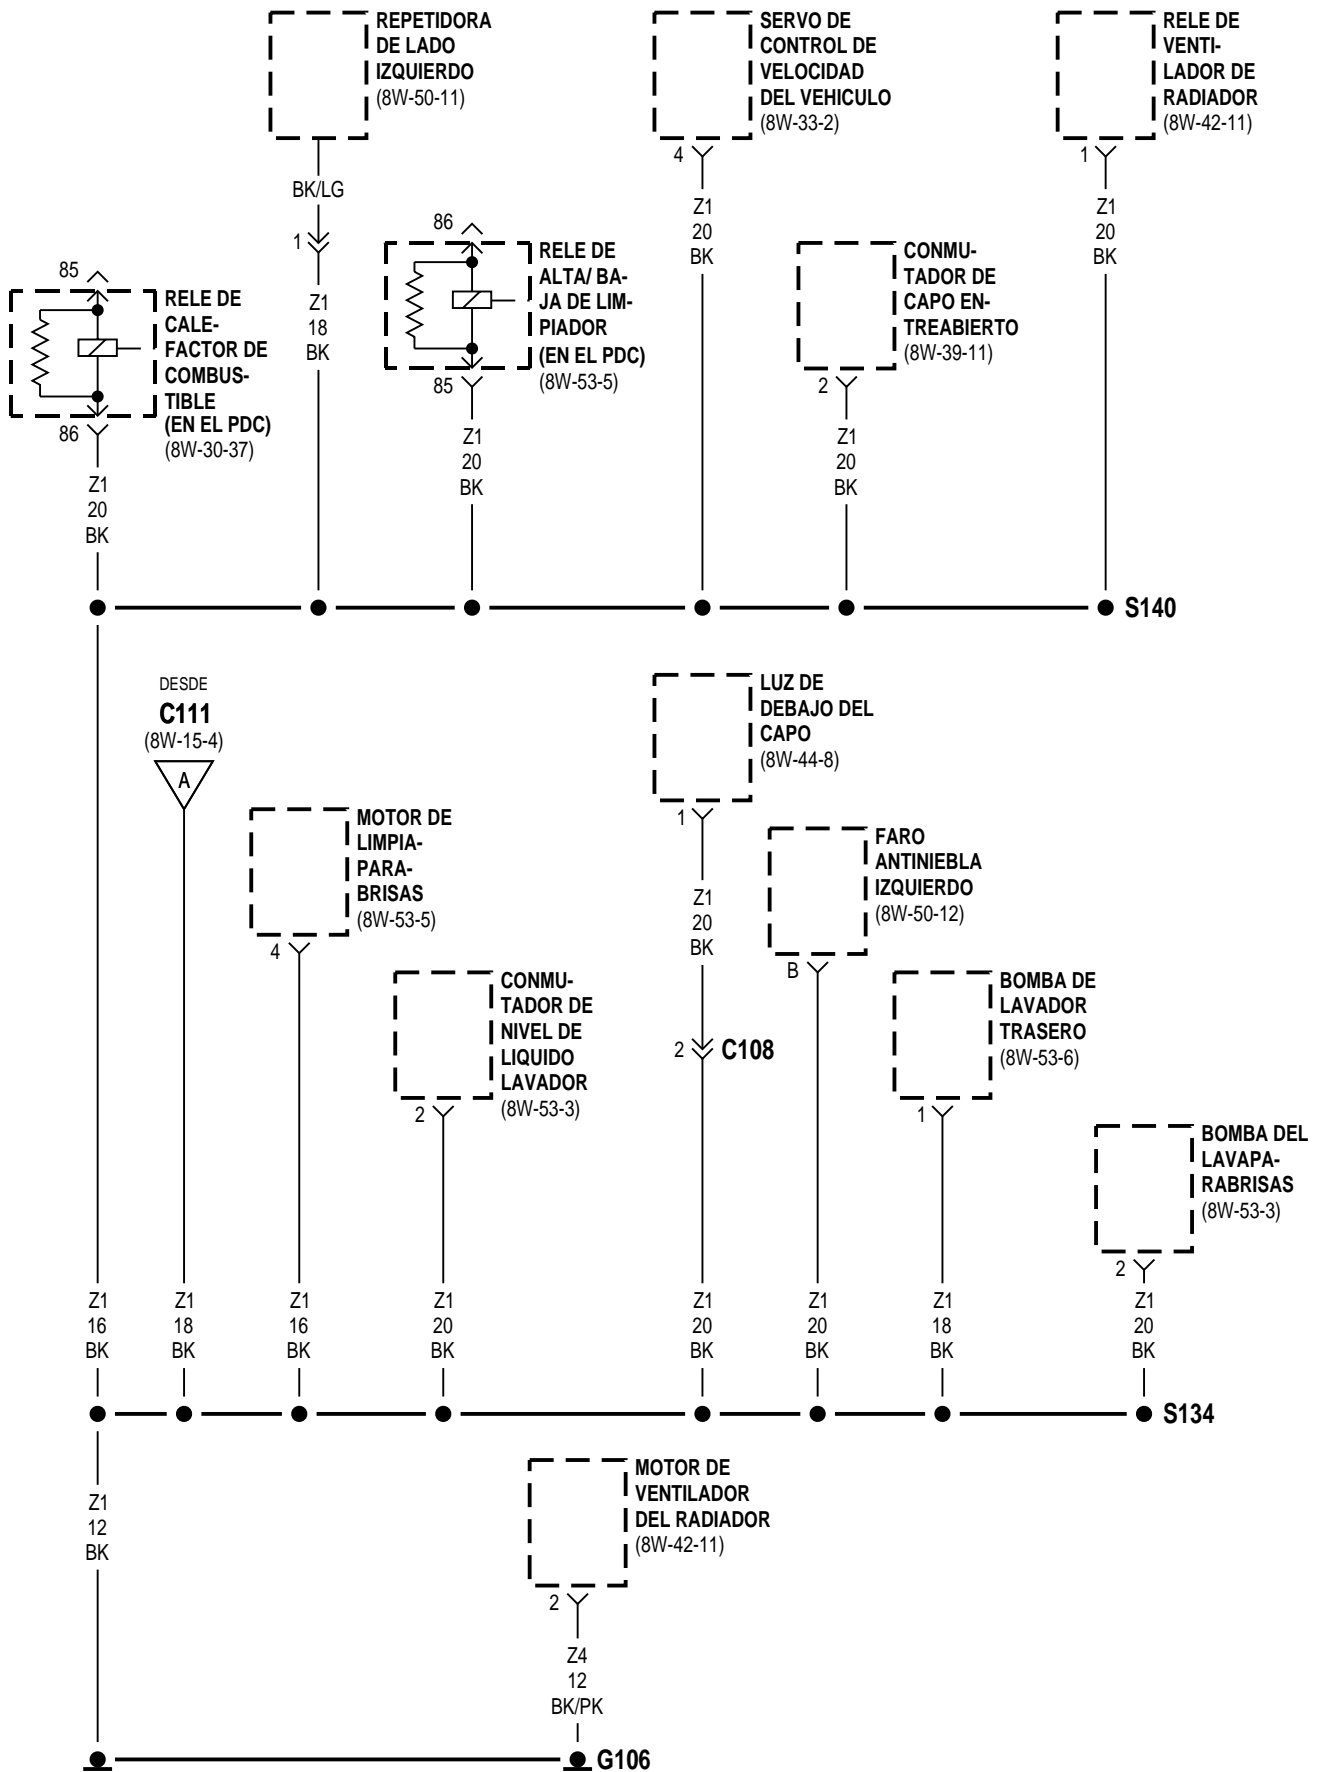 REPETIDORA
DE LADO
IZQUIERDO
(8W-50-11)
SERVO DE
CONTROL DE
VELOCIDAD
DEL VEHICULO
(8W-33-2)
RELE DE
VENTI-
LADOR DE
RADIADOR
(8W-42-11)
4
1
BK/LG
1
Z1
20
BK
Z1
20
BK
86
RELE DE
ALTA/ BA-
JA DE LIM-
PIADOR
(EN EL PDC)
(8W-53-5)
85
CONMU-
TADOR DE
CAPO EN-
TREABIERTO
(8W-39-11)
2
85
RELE DE
CALE-
FACTOR DE
COMBUS-
TIBLE
(EN EL PDC)
(8W-30-37)
86
Z1
18
BK
Z1
20
BK
Z1
20
BK
Z1
20
BK
S140
DESDE
C111
(8W-15-4)
A
LUZ DE
DEBAJO DEL
CAPO
(8W-44-8)
1
MOTOR DE
LIMPIA-
PARA-
BRISAS
(8W-53-5)
4
FARO
ANTINIEBLA
IZQUIERDO
(8W-50-12)
B
Z1
20
BK
CONMU-
TADOR DE
NIVEL DE
LIQUIDO
LAVADOR
(8W-53-3)
2
BOMBA DE
LAVADOR
TRASERO
(8W-53-6)
1
2
C108
BOMBA DEL
LAVAPA-
RABRISAS
(8W-53-3)
2
Z1
16
BK
Z1
18
BK
Z1
16
BK
Z1
20
BK
Z1
20
BK
Z1
20
BK
Z1
18
BK
Z1
20
BK
S134
Z1
12
BK
MOTOR DE
VENTILADOR
DEL RADIADOR
(8W-42-11)
2
Z4
12
BK/PK
G106